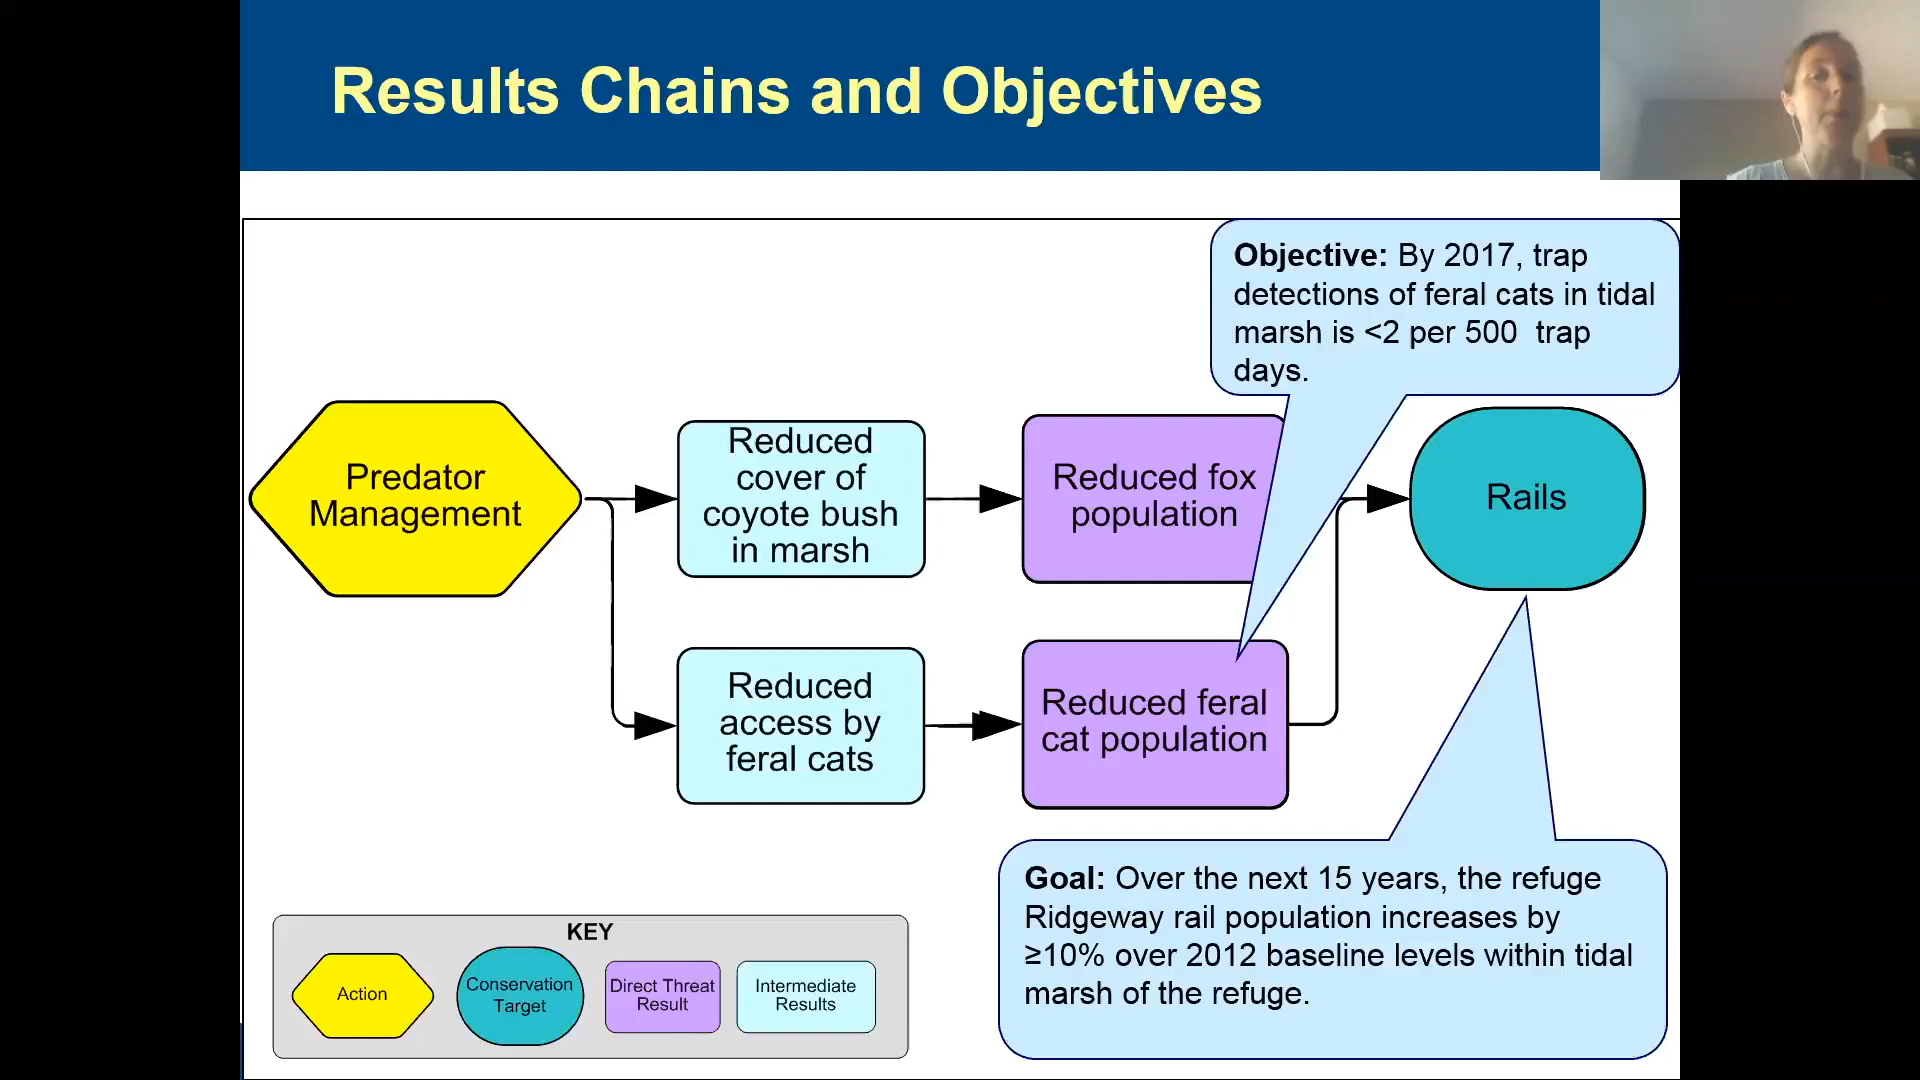 Results Chains and Objectives
Objective: By 2017, trap
detections of feral cats in tidal
marsh is <2 per 500 trap
days.
Predator
Management
Reduced
cover of
coyote bush
in marsh
Reduced fox
population
Rails
Reduced
access by
feral cats
Reduced feral
cat population
Goal: Over the next 15 years, the refuge
Ridgeway rail population increases by
≥10% over 2012 baseline levels within tidal
marsh of the refuge.
KEY
Action
Conservation
Target
Direct Threat
Result
Intermediate
Results